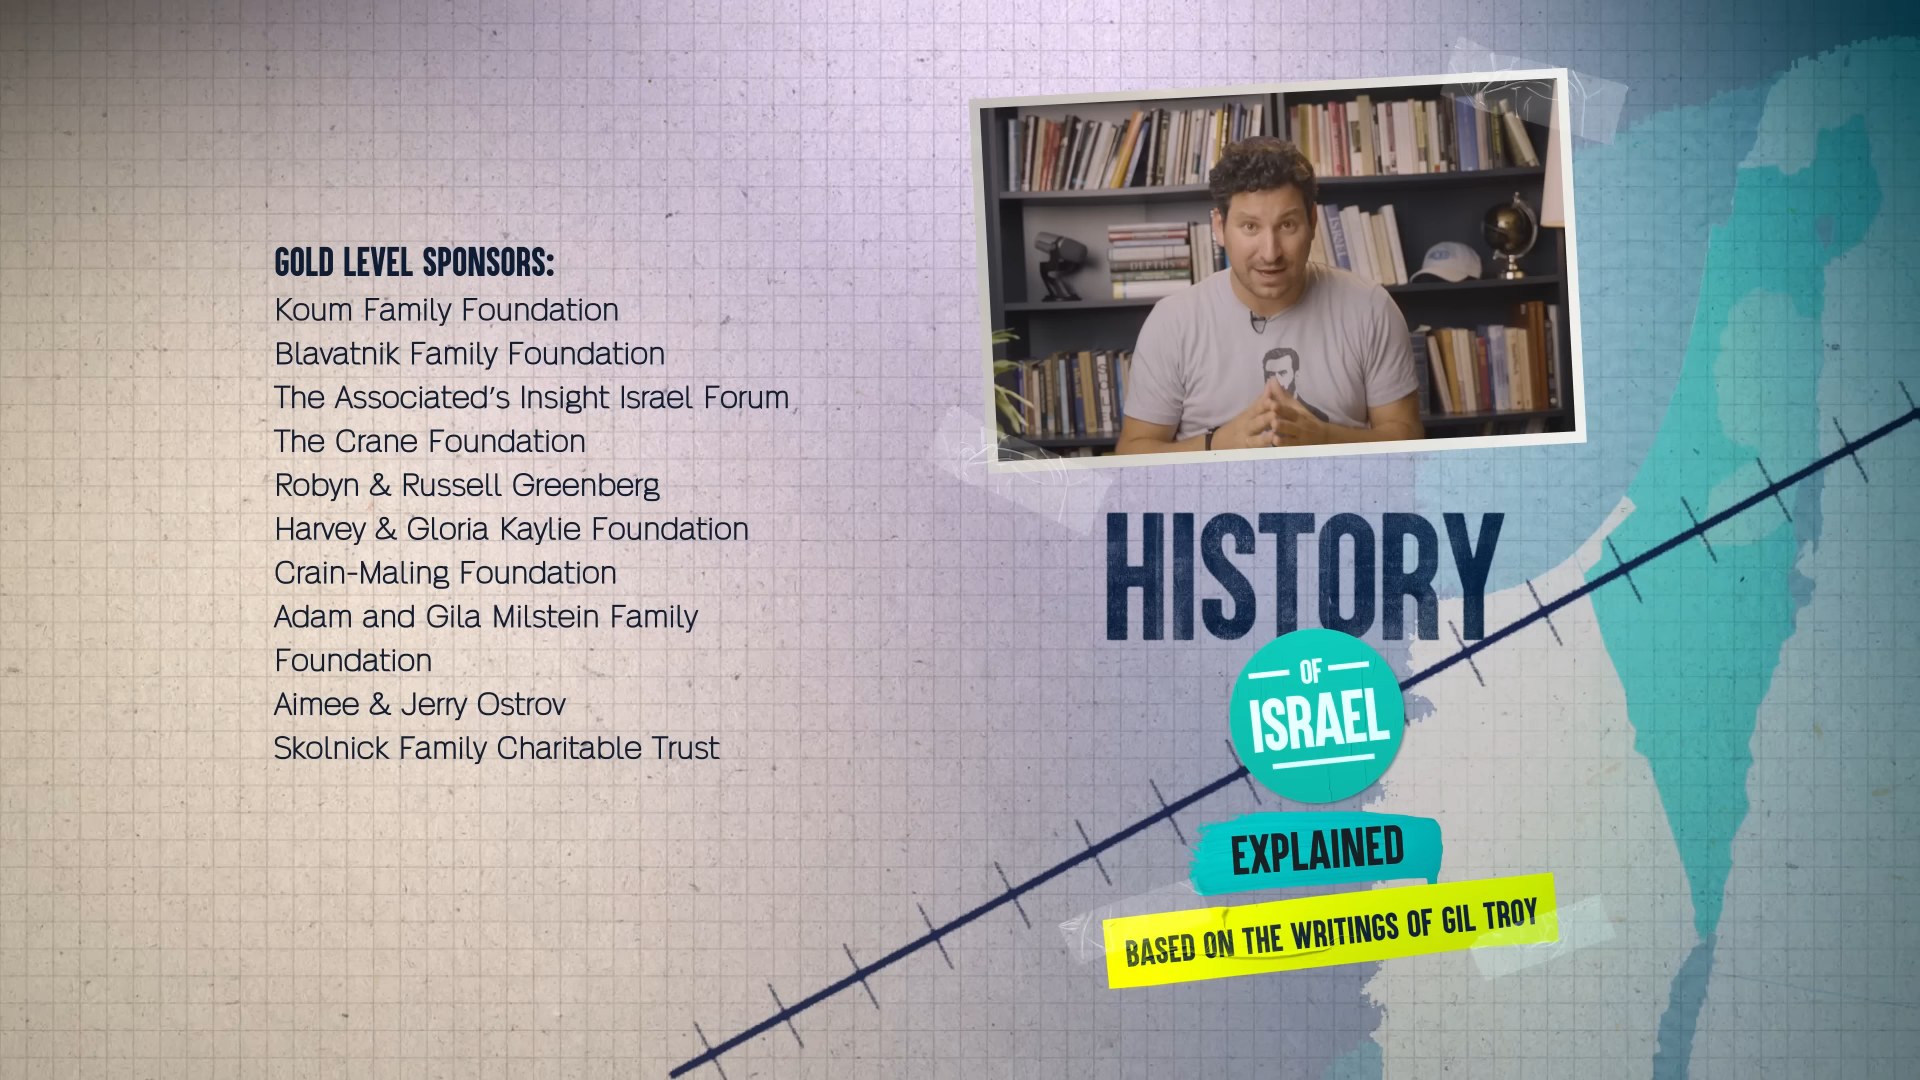 GOLD LEVEL SPONSORS:
Koum Family Foundation
Blavatnik Family Foundation
The Associated's Insight Israel Forum
The Crane Foundation
Robyn & Russell Greenberg
Harvey & Gloria Kaylie Foundation
Crain-Maling Foundation
Adam and Gila Milstein Family
Foundation
Aimee & Jerry Ostrov
Skolnick Family Charitable Trust
HISTORY
OF
ISRAEL
EXPLAINED
BASED ON THE WRITINGS OF GIL TROY